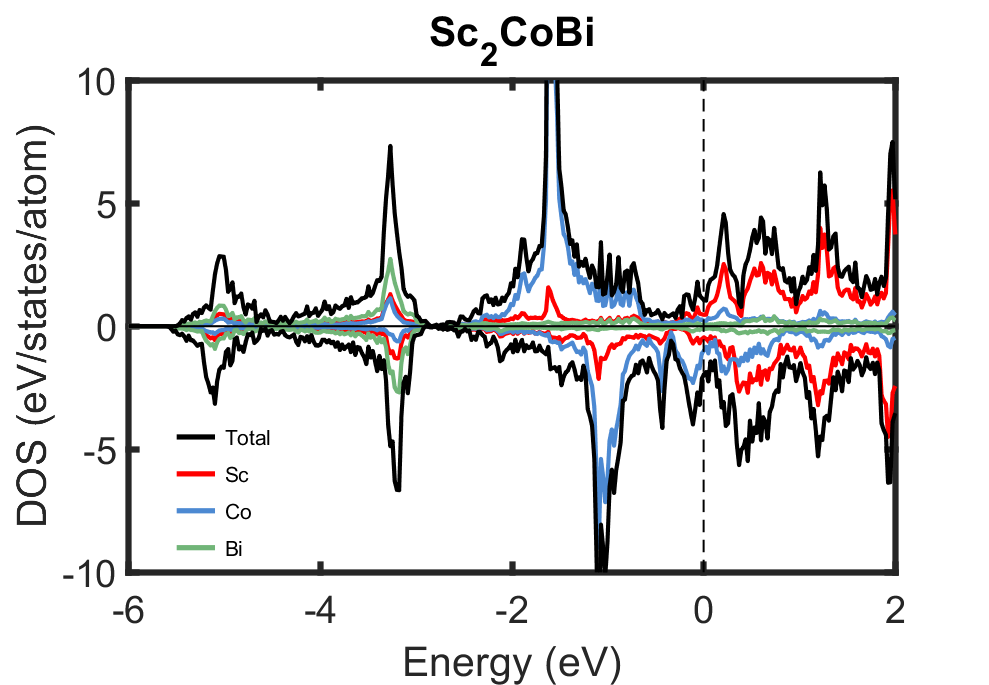 Sc₂CoBi
DOS (eV/states/atom)
10
5
0
-5
-10
Total
Sc
Co
Bi
-6 -4 -2 0 2
Energy (eV)